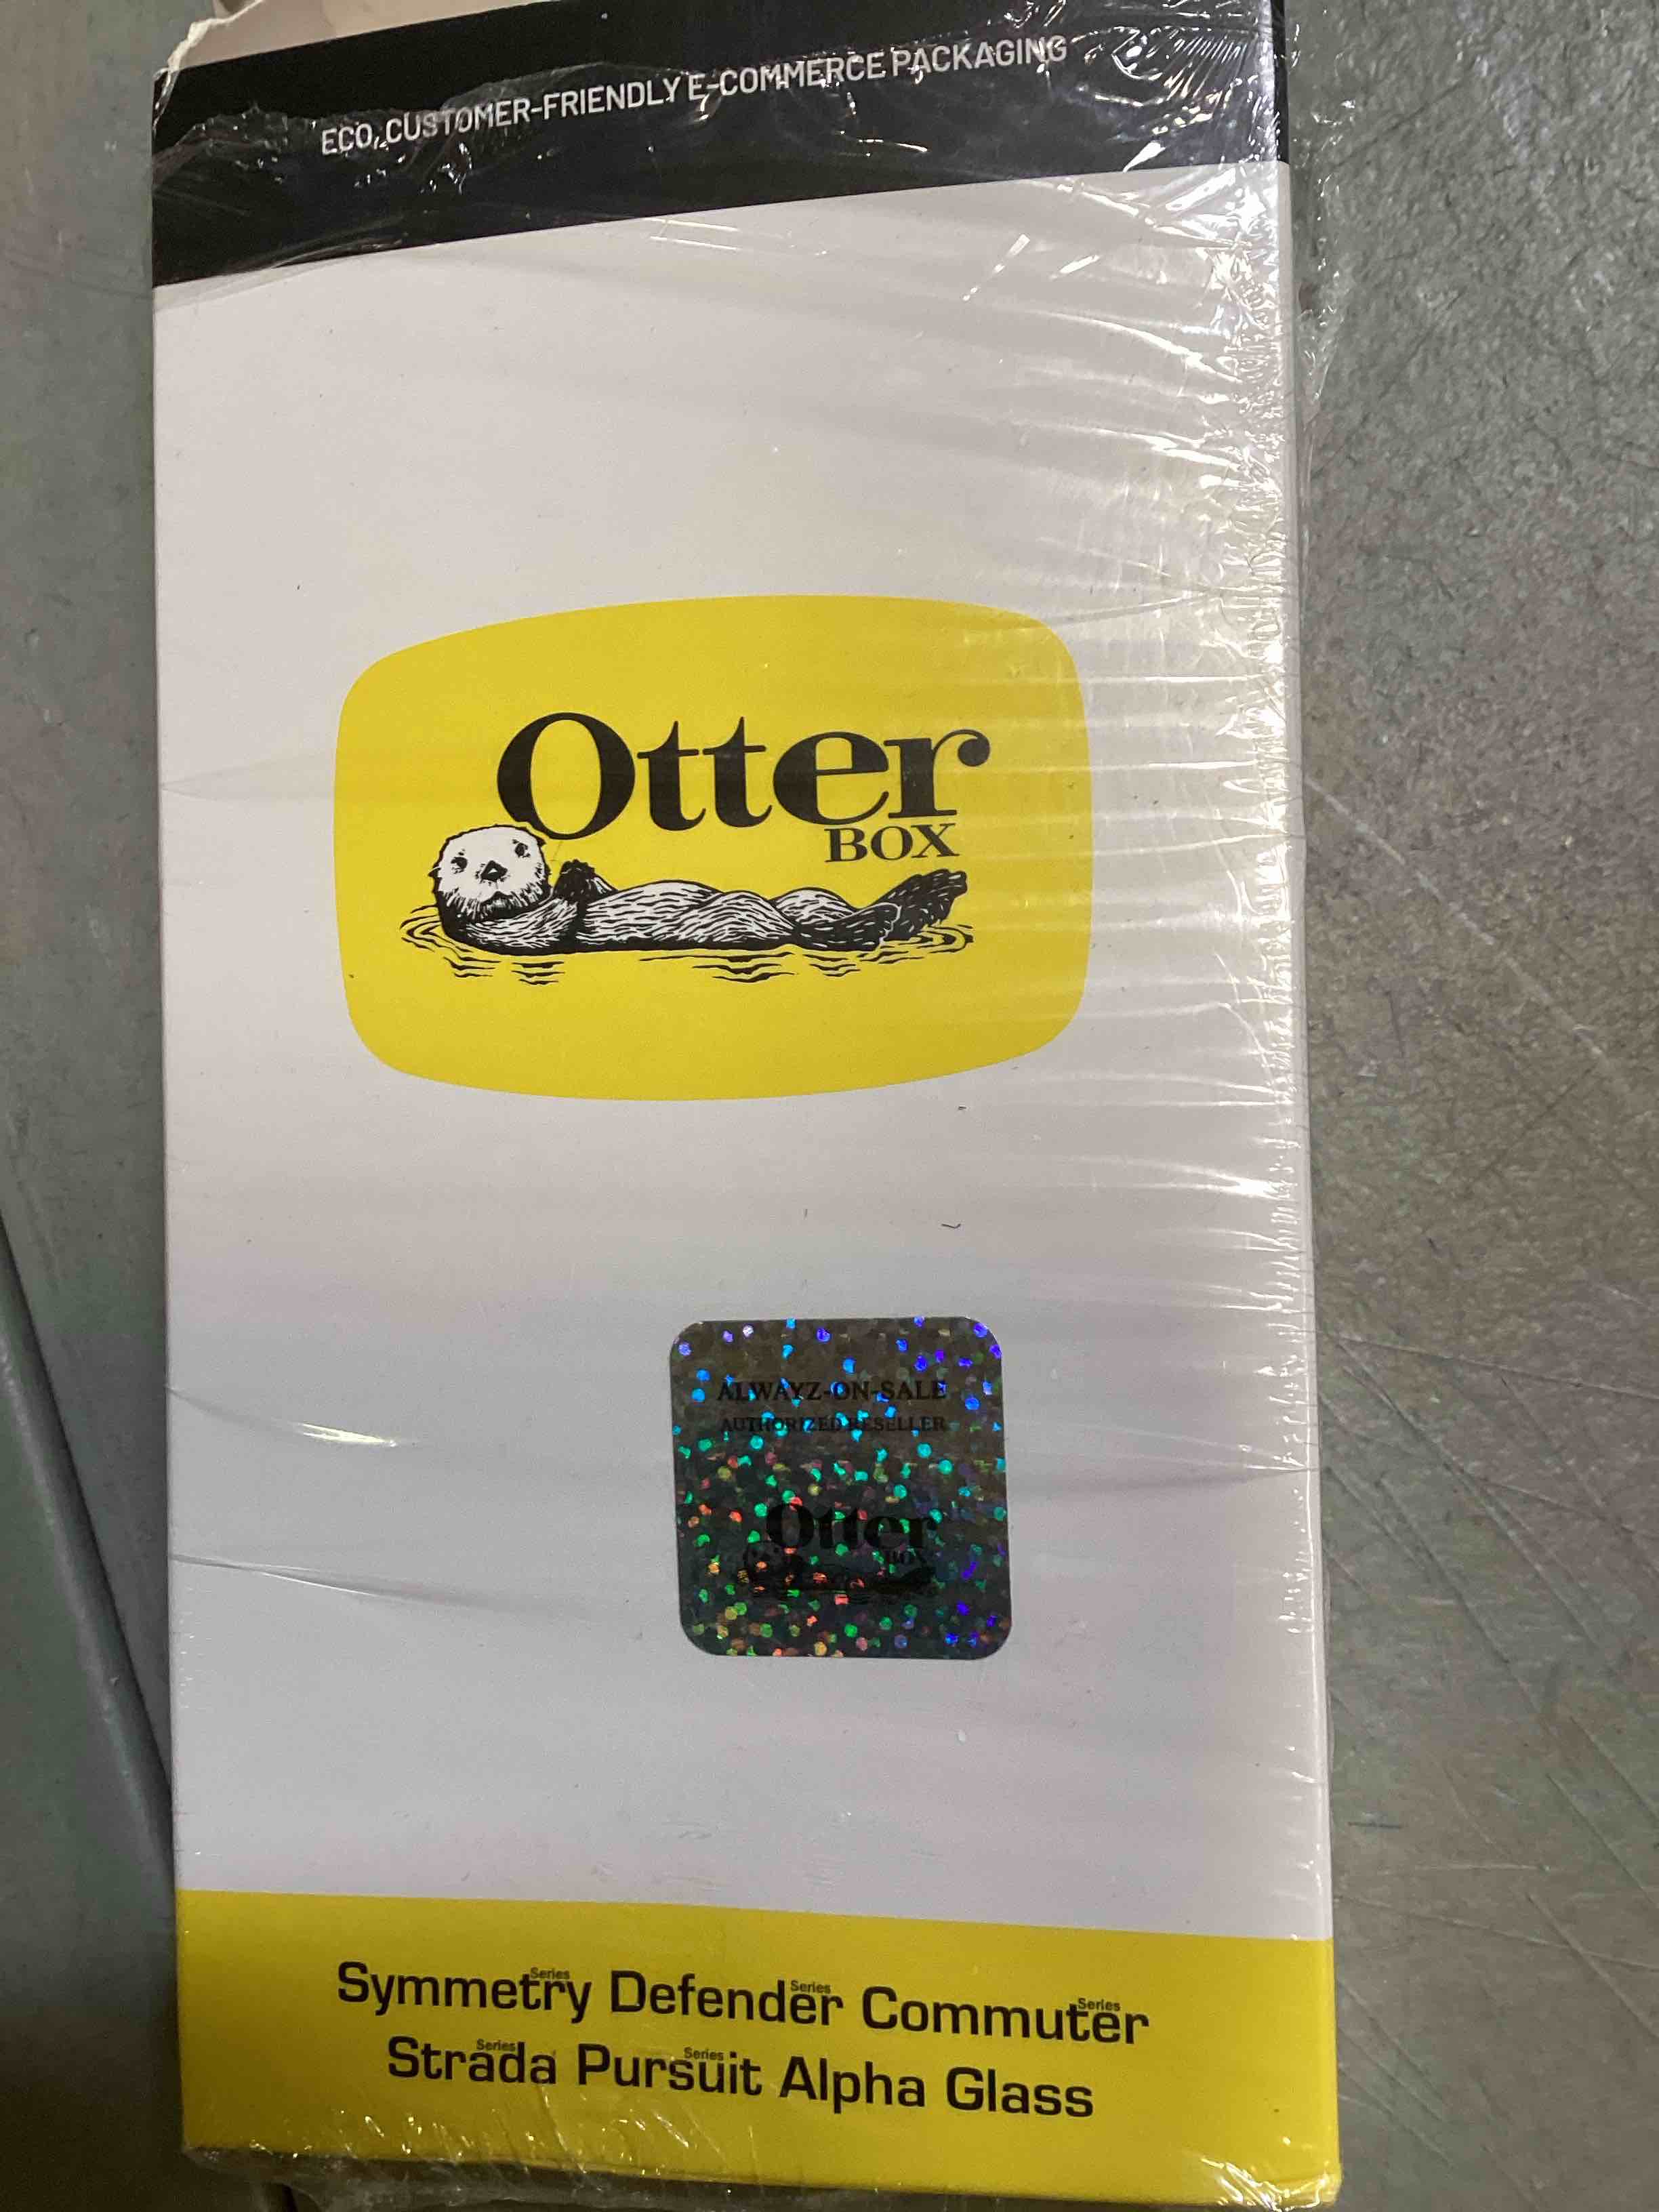 ECO, CUSTOMER-FRIENDLY E-COMMERCE PACKAGING
Otter
BOX
ALWAYZ-ON-SALE
AUTHORIZED RESELLER
Otter
BOX
Symmetry Series Defender Series Commuter Series
Strada Series Pursuit Series Alpha Glass